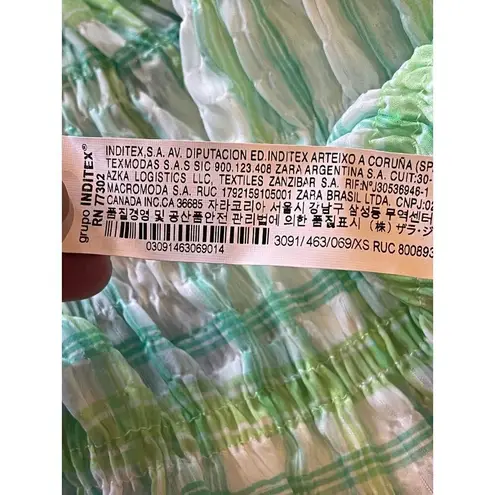 grupo INDITEX®
RN 77302
INDITEX,S.A. AV. DIPUTACION ED.INDITEX ARTEIXO A CORUÑA (SP
TEXMODAS S.A.S SIC 900.123.408 ZARA ARGENTINA S.A. CUIT:30-
AZKA LOGISTICS LLC. TEXTILES ZANZIBAR S.A. RIF:NºJ30536946-1
MACROMODA S.A. RUC 1792159105001 ZARA BRASIL LTDA. CNPJ:02
CANADA INC.CA 36685 자라코리아 서울시 강남구 삼성동 무역센터
품질경영 및 공산품안전 관리법에 의한 품질표시 (株) ザラ・ジ
03091463069014
3091/463/069/XS RUC 800893